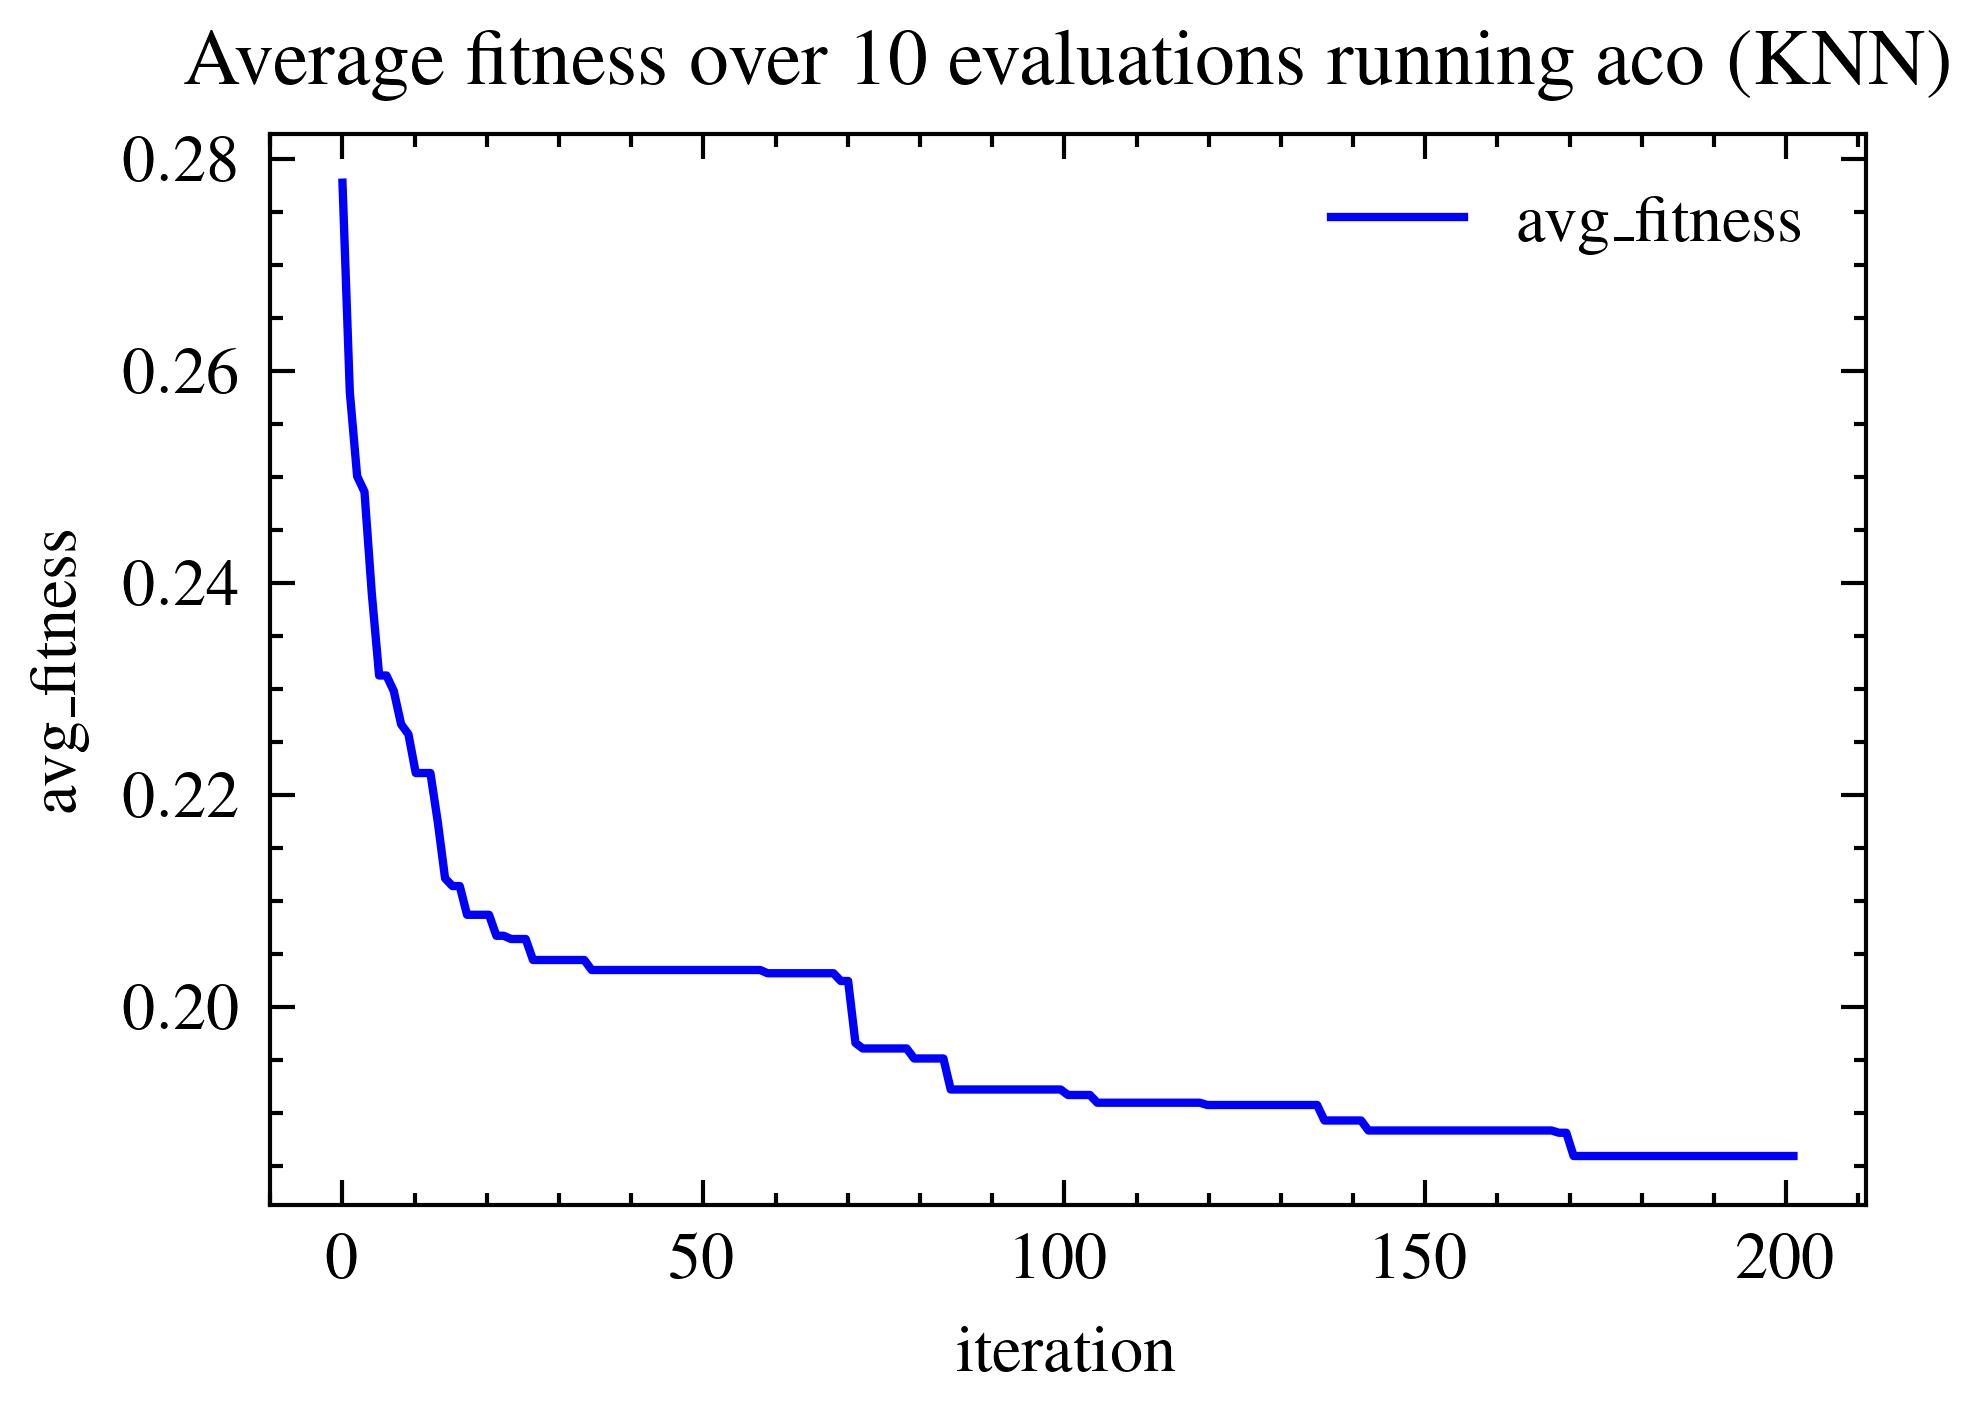 Average fitness over 10 evaluations running aco (KNN)
avg_fitness
0.28
0.26
0.24
0.22
0.20
avg_fitness
0 50 100 150 200
iteration